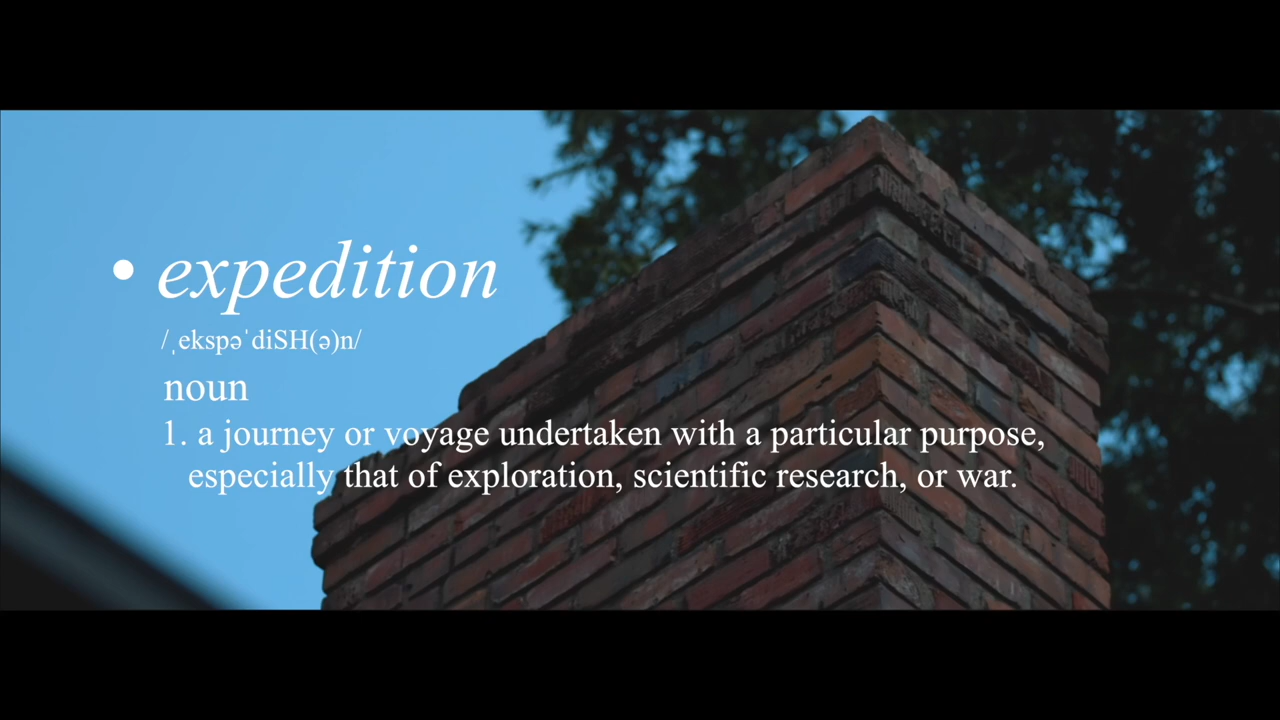 • expedition
/ˌekspəˈdiSH(ə)n/
noun
1. a journey or voyage undertaken with a particular purpose,
especially that of exploration, scientific research, or war.